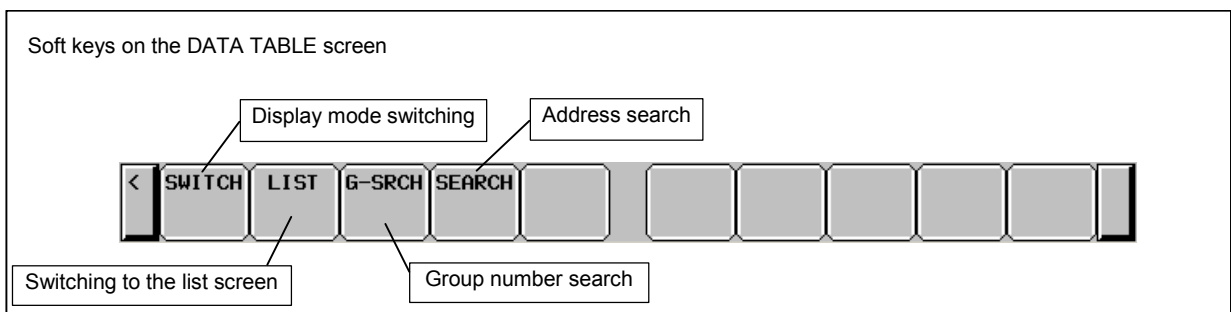 Soft keys on the DATA TABLE screen
Display mode switching
Address search
< SWITCH LIST G-SRCH SEARCH
Switching to the list screen
Group number search